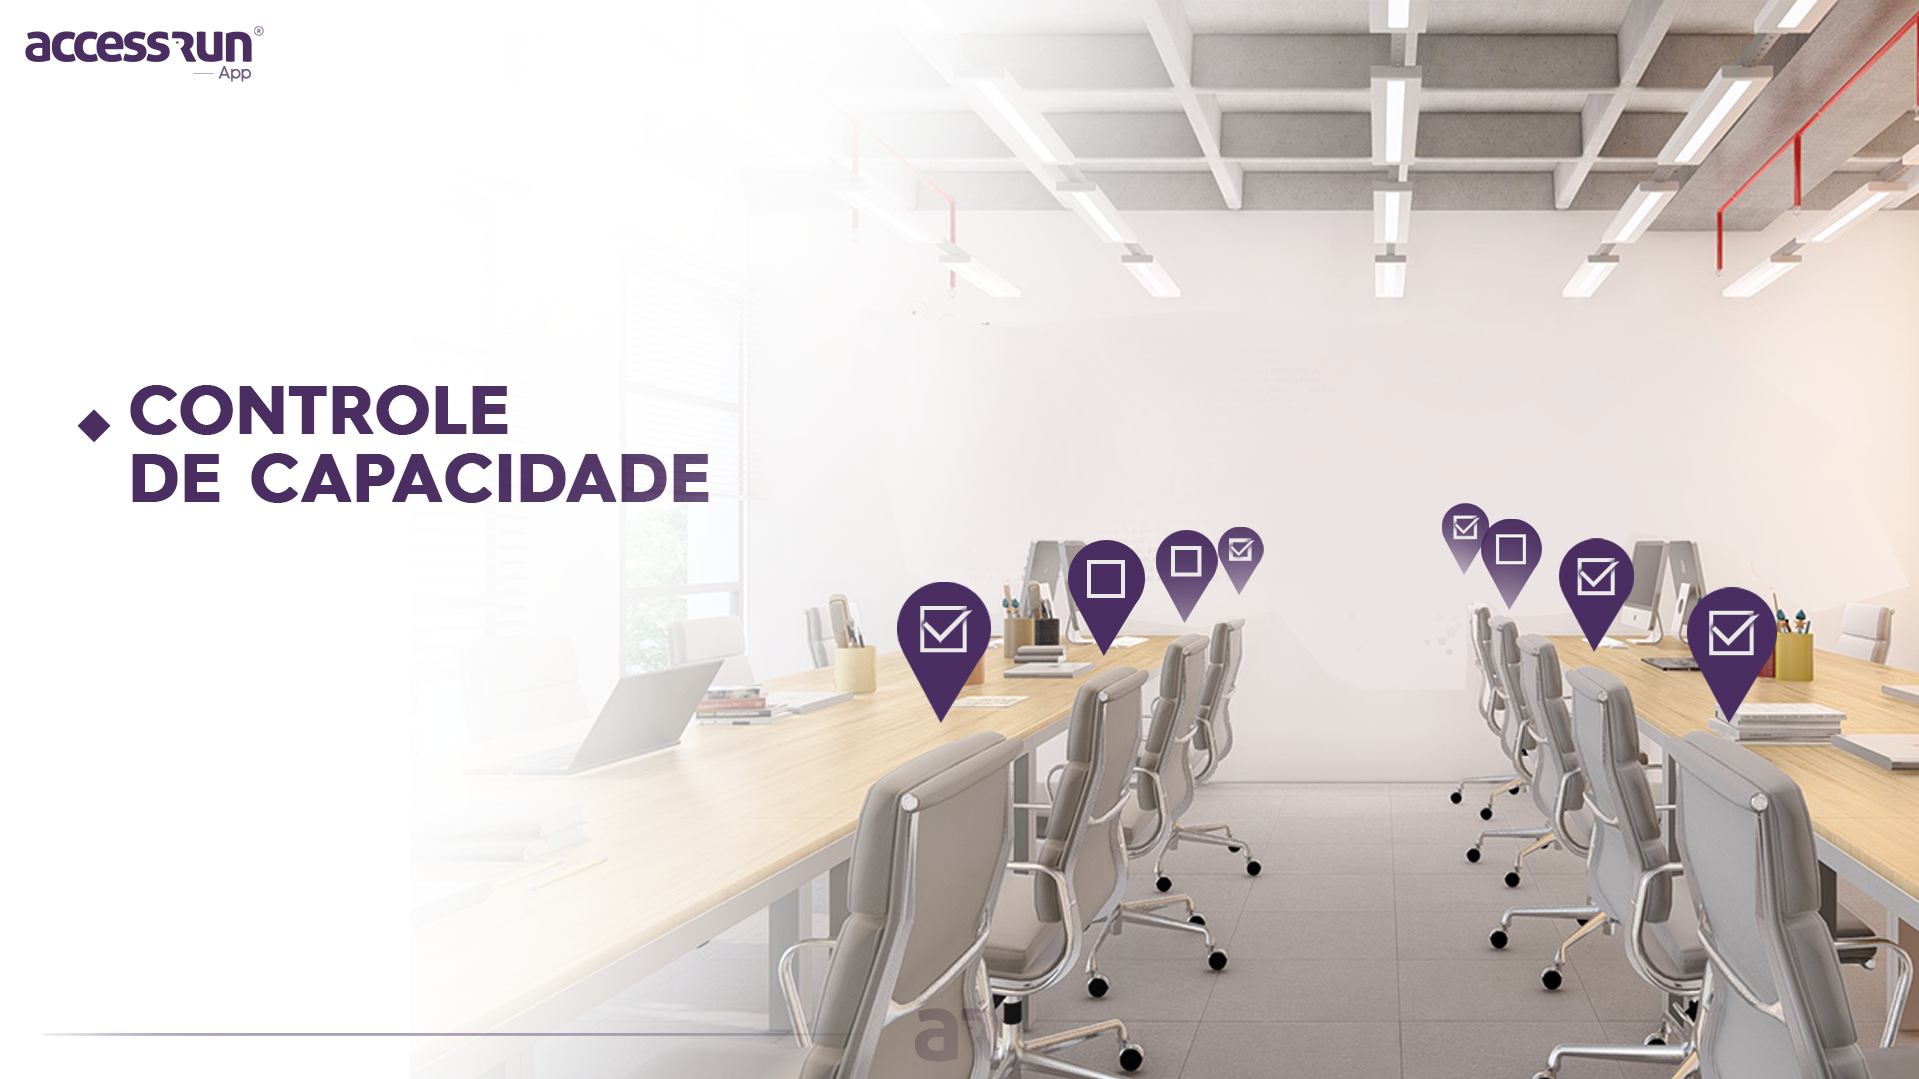 accessrun®
App
CONTROLE
DE CAPACIDADE
a